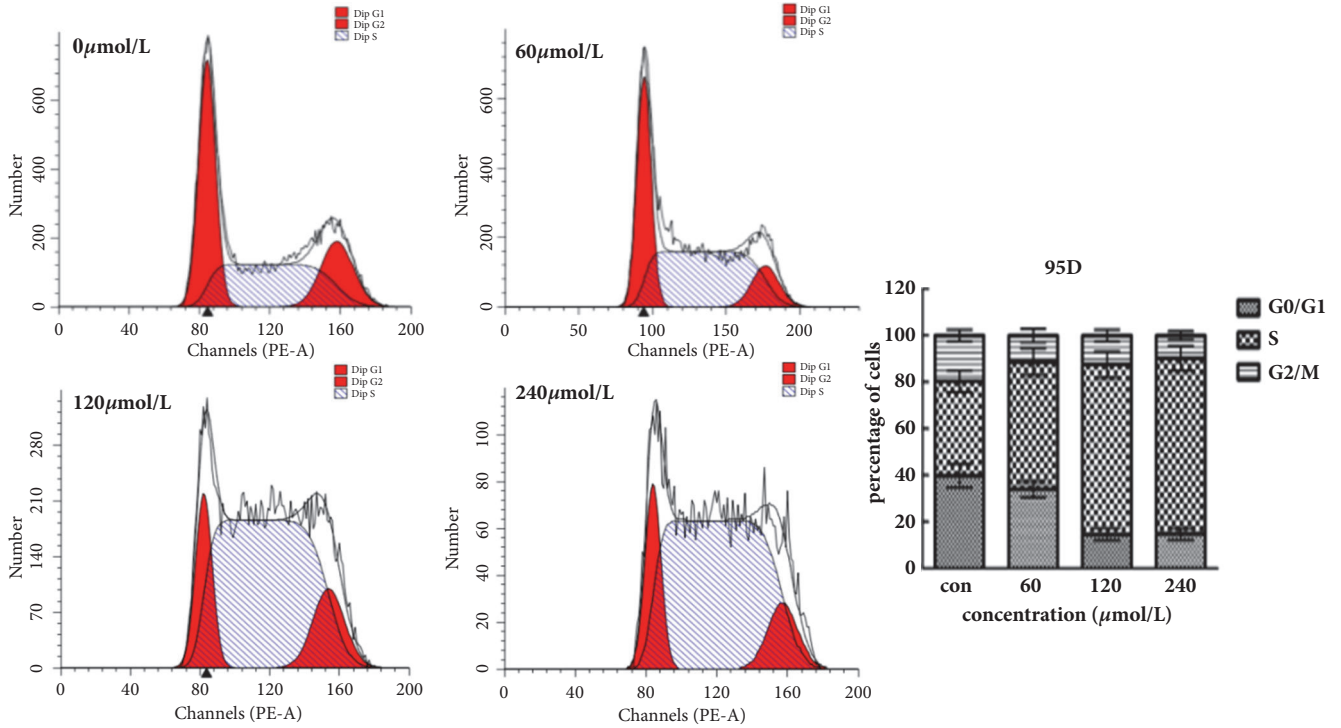 0μmol/L
Dip G1
Dip G2
Dip S
Number
600
400
200
0
0 40 80 120 160 200
Channels (PE-A)
60μmol/L
Dip G1
Dip G2
Dip S
Number
600
400
200
0
0 50 100 150 200
Channels (PE-A)
120μmol/L
Dip G1
Dip G2
Dip S
Number
280
210
140
70
0
0 40 80 120 160 200
Channels (PE-A)
240μmol/L
Dip G1
Dip G2
Dip S
Number
100
80
60
40
20
0
0 40 80 120 160 200
Channels (PE-A)
95D
percentage of cells
120
100
80
60
40
20
0
con 60 120 240
concentration (μmol/L)
G0/G1
S
G2/M